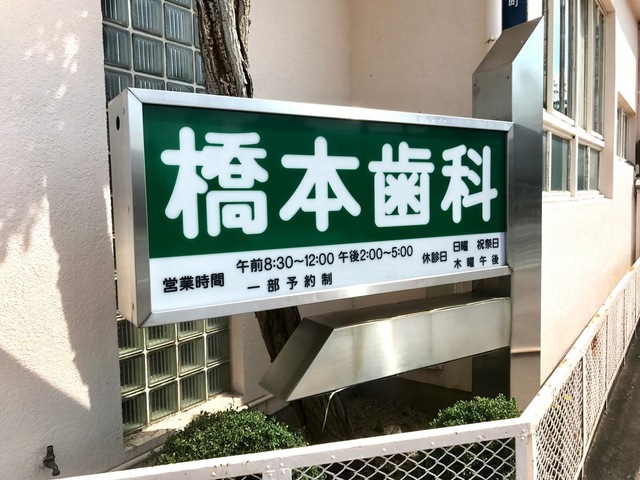 町
橋本歯科
営業時間 午前8:30～12:00 午後2:00～5:00
一部予約制
休診日 日曜 祝祭日
木曜午後